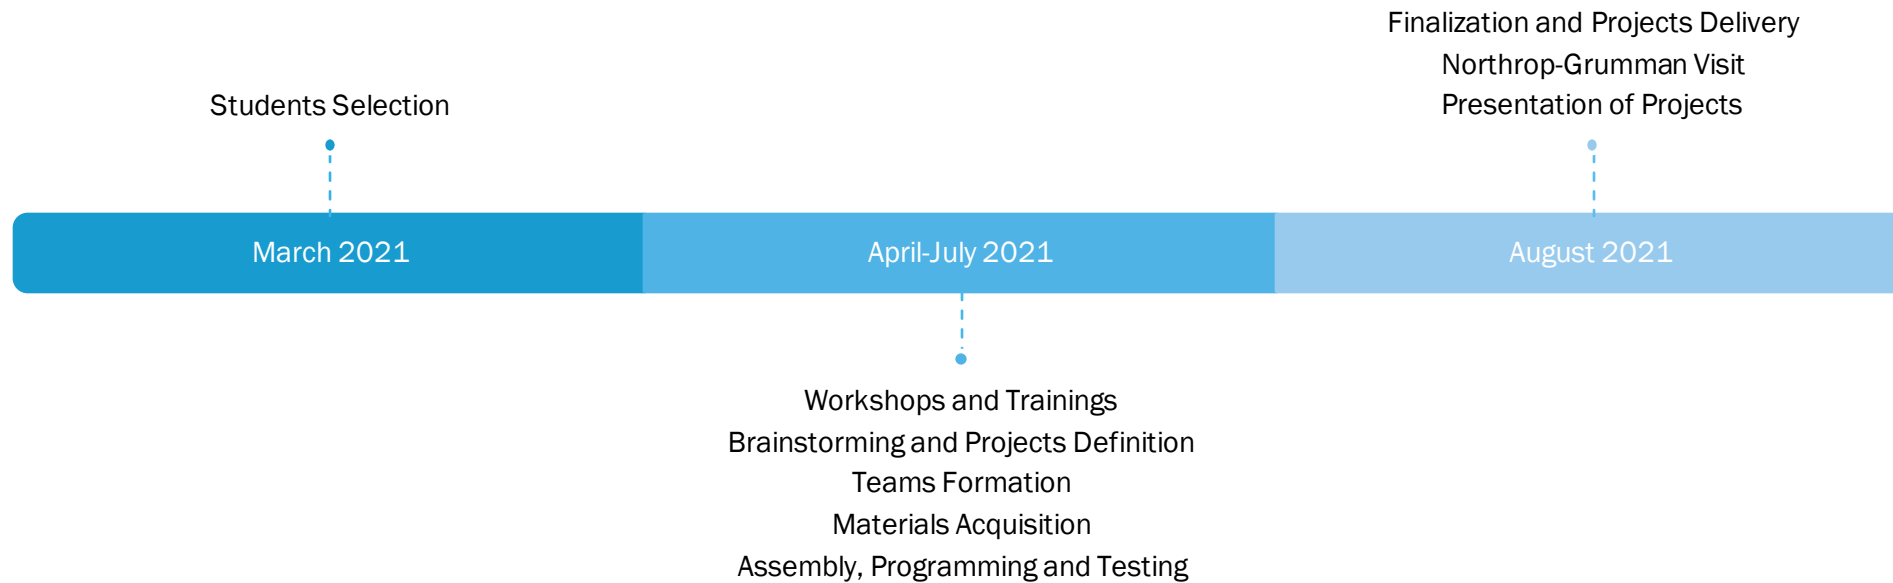 Students Selection
Finalization and Projects Delivery
Northrop-Grumman Visit
Presentation of Projects
March 2021
April-July 2021
August 2021
Workshops and Trainings
Brainstorming and Projects Definition
Teams Formation
Materials Acquisition
Assembly, Programming and Testing